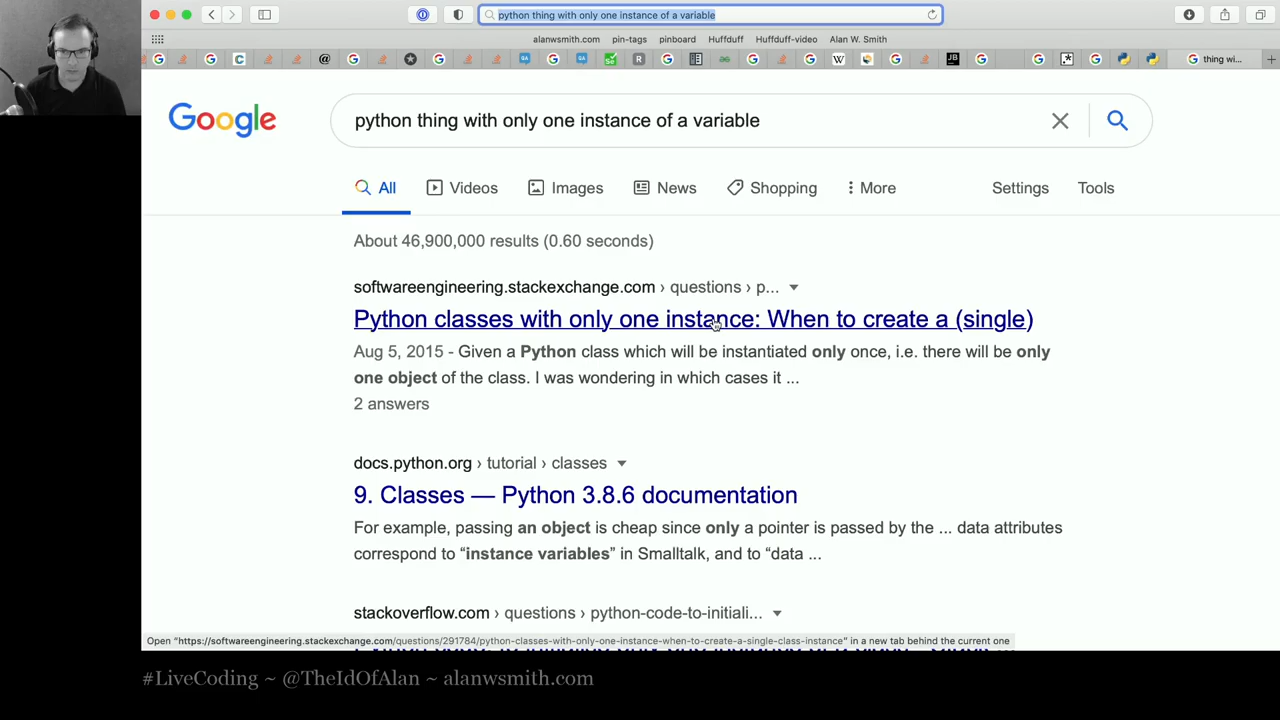 python thing with only one instance of a variable
alanwsmith.com pin-tags pinboard Huffduff Huffduff-video Alan W. Smith
thing wi...
Google
python thing with only one instance of a variable
All Videos Images News Shopping More Settings Tools
About 46,900,000 results (0.60 seconds)
softwareengineering.stackexchange.com › questions › p...
Python classes with only one instance: When to create a (single)
Aug 5, 2015 - Given a Python class which will be instantiated only once, i.e. there will be only
one object of the class. I was wondering in which cases it ...
2 answers
docs.python.org › tutorial › classes
9. Classes — Python 3.8.6 documentation
For example, passing an object is cheap since only a pointer is passed by the ... data attributes
correspond to “instance variables” in Smalltalk, and to “data ...
stackoverflow.com › questions › python-code-to-initiali...
Open “https://softwareengineering.stackexchange.com/questions/291784/python-classes-with-only-one-instance-when-to-create-a-single-class-instance” in a new tab behind the current one
#LiveCoding ~ @TheIdOfAlan ~ alanwsmith.com